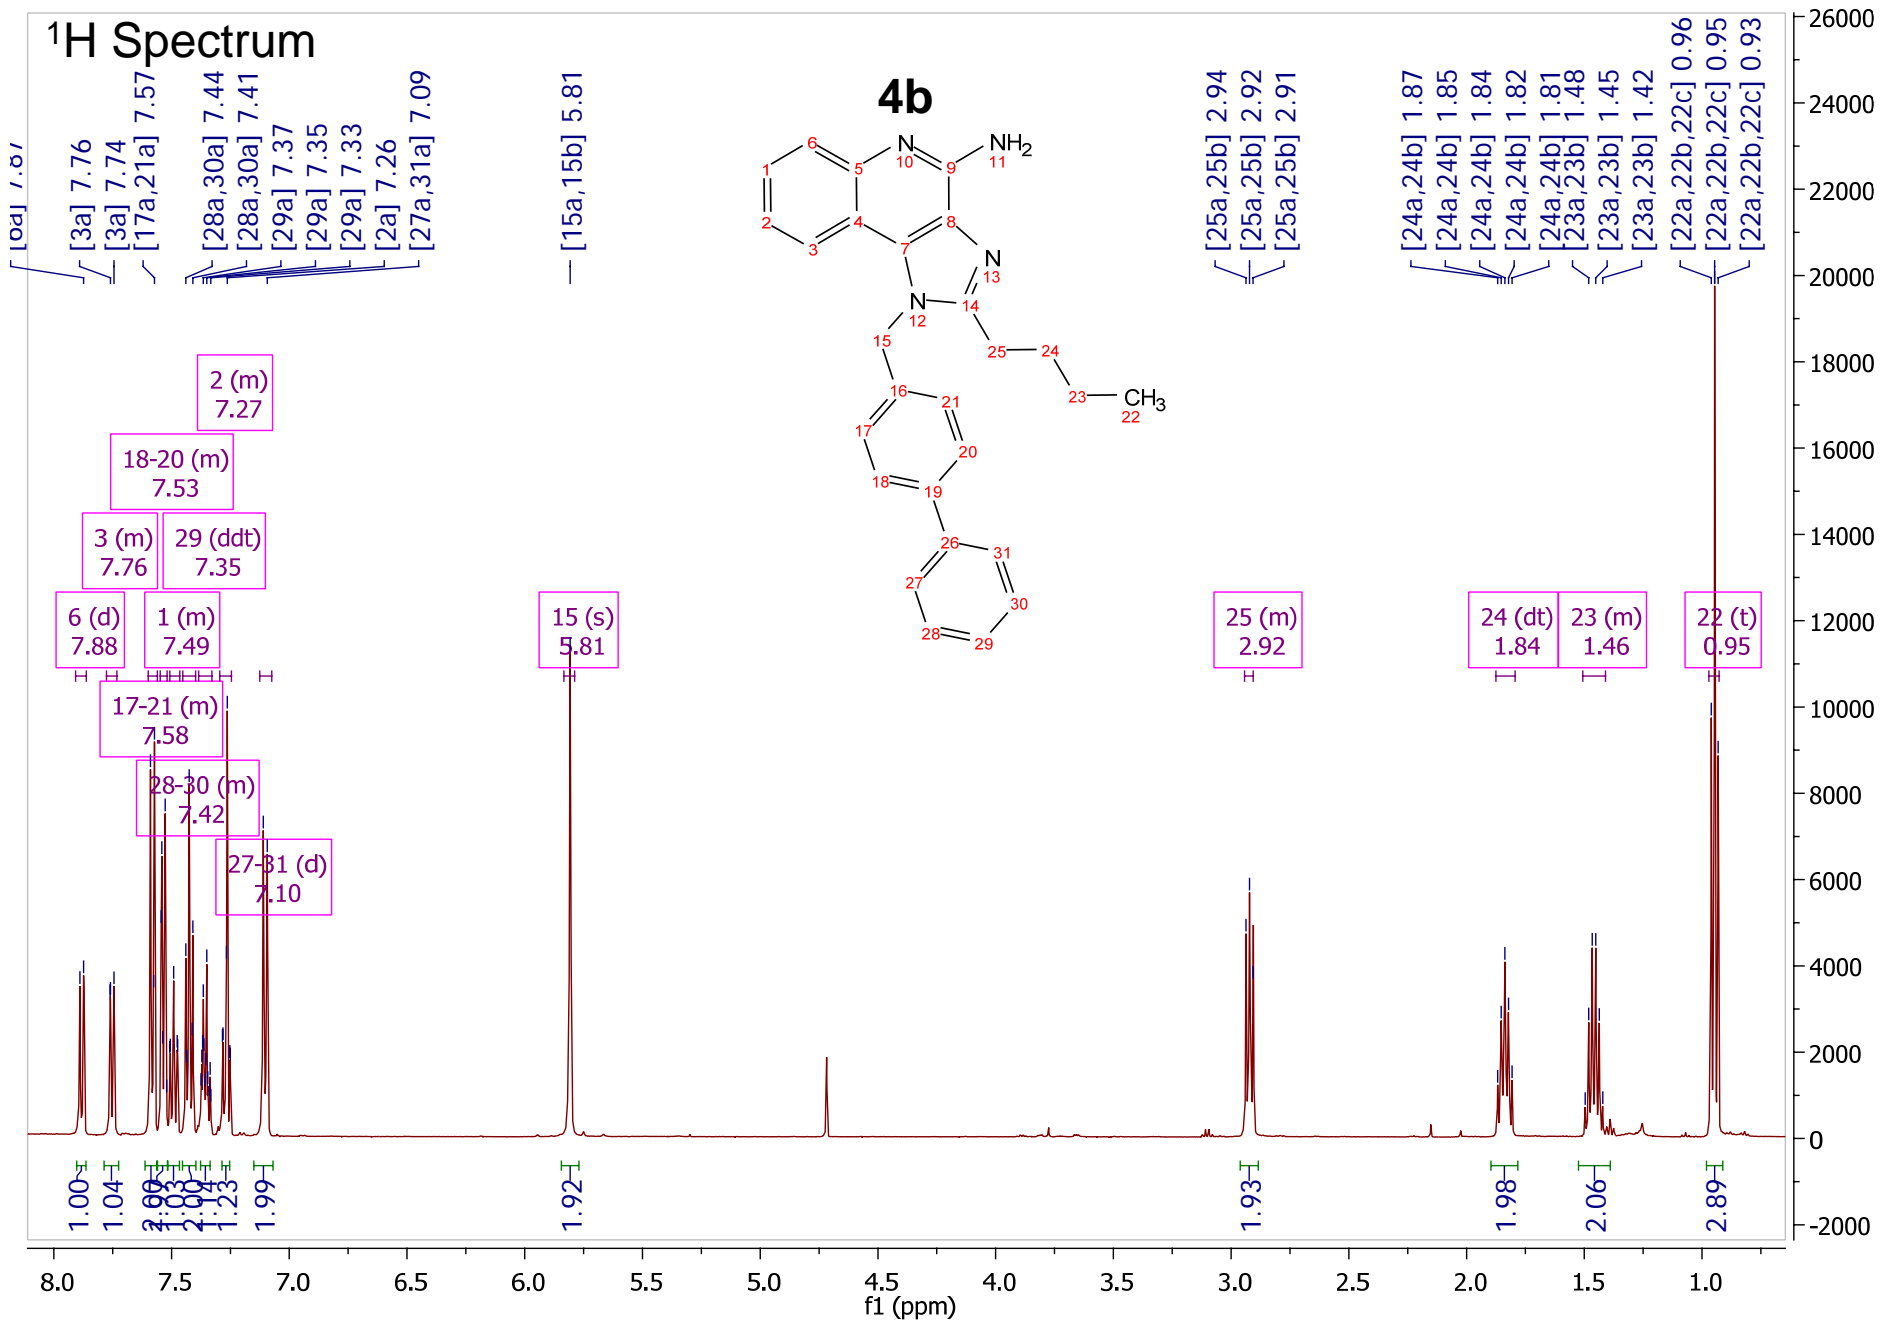 ¹H Spectrum
4b
[3a] 7.76
[3a] 7.74
[17a,21a] 7.57
[28a,30a] 7.44
[28a,30a] 7.41
[29a] 7.37
[29a] 7.35
[29a] 7.33
[2a] 7.26
[27a,31a] 7.09
[15a,15b] 5.81
[25a,25b] 2.94
[25a,25b] 2.92
[25a,25b] 2.91
[24a,24b] 1.87
[24a,24b] 1.85
[24a,24b] 1.84
[24a,24b] 1.82
[24a,24b] 1.81
[23a,23b] 1.48
[23a,23b] 1.45
[23a,23b] 1.42
[22a,22b,22c] 0.96
[22a,22b,22c] 0.95
[22a,22b,22c] 0.93
6
N
10
NH2
11
1
5
9
2
4
8
3
7
N
13
N
12
14
15
25
24
23
CH3
22
16
21
17
20
18
19
26
31
27
30
28
29
2 (m)
7.27
18-20 (m)
7.53
3 (m)
7.76
29 (ddt)
7.35
6 (d)
7.88
1 (m)
7.49
17-21 (m)
7.58
28-30 (m)
7.42
27-31 (d)
7.10
15 (s)
5.81
25 (m)
2.92
24 (dt)
1.84
23 (m)
1.46
22 (t)
0.95
26000
24000
22000
20000
18000
16000
14000
12000
10000
8000
6000
4000
2000
0
-2000
1.00
1.04
2.00
1.03
2.00
1.14
1.23
1.99
1.92
1.93
1.98
2.06
2.89
8.0
7.5
7.0
6.5
6.0
5.5
5.0
4.5
4.0
3.5
3.0
2.5
2.0
1.5
1.0
f1 (ppm)